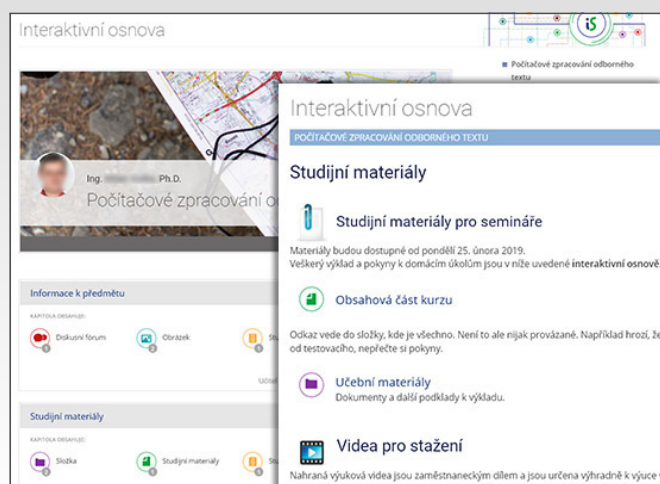 Interaktivní osnova
iS
Počítačové zpracování odborného
textu
Ing. Ph.D.
Počítačové zpracování o
Informace k předmětu
KAPITOLA OBSAHUJE:
Diskusní fórum
2
Obrázek
2
Stu
Učitel
Studijní materiály
KAPITOLA OBSAHUJE:
Složka
Studijní materiály
Stu
Interaktivní osnova
POČÍTAČOVÉ ZPRACOVÁNÍ ODBORNÉHO TEXTU
Studijní materiály
Studijní materiály pro semináře
Materiály budou dostupné od pondělí 25. února 2019.
Veškerý výklad a pokyny k domácím úkolům jsou v níže uvedené interaktivní osnově.
Obsahová část kurzu
Odkaz vede do složky, kde je všechno. Není to ale nijak provázané. Například hrozí, že
od testovacího, nepřečte si pokyny.
Učební materiály
Dokumenty a další podklady k výkladu.
Videa pro stažení
Nahraná výuková videa jsou zaměstnaneckým dílem a jsou určena výhradně k výuce v